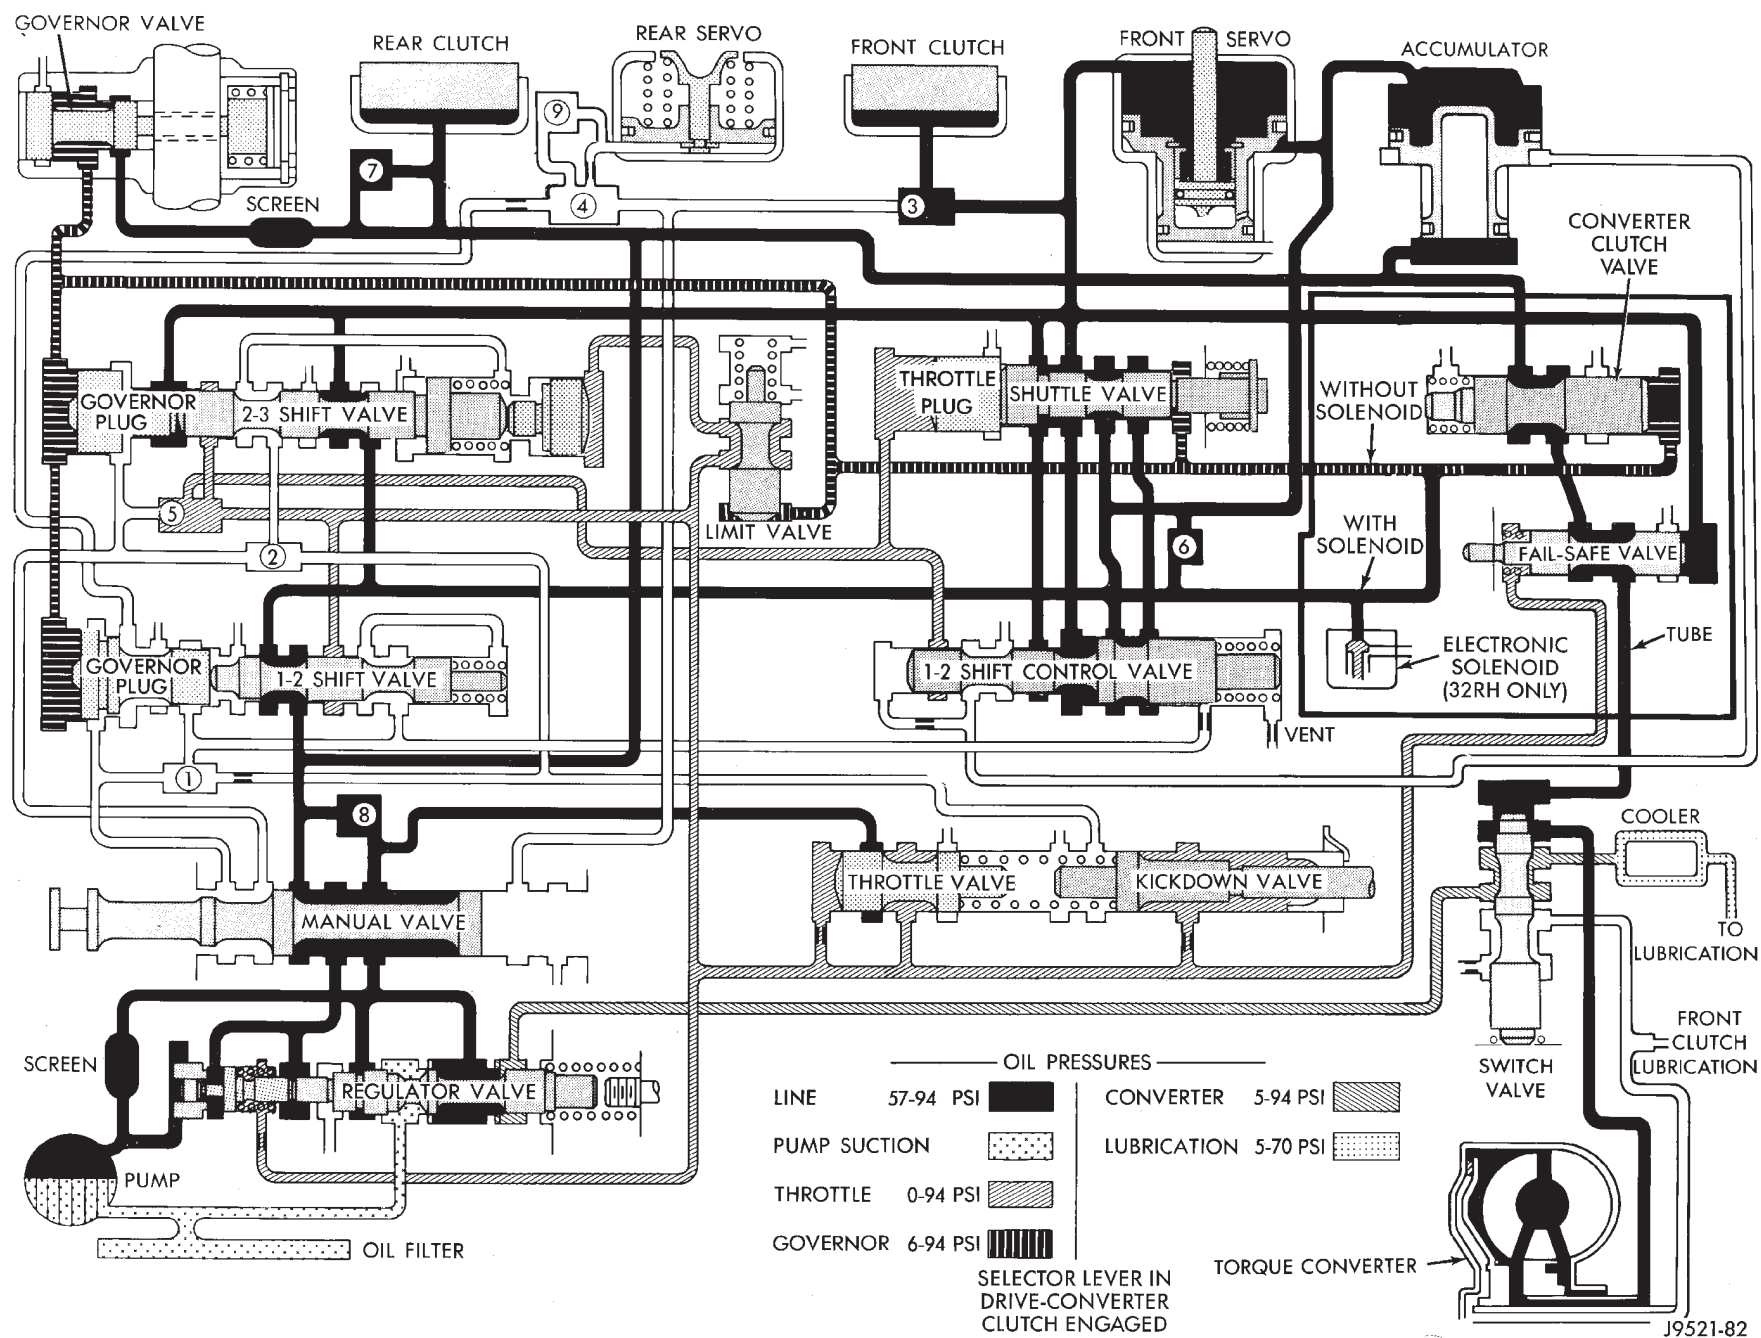 GOVERNOR VALVE
REAR CLUTCH
REAR SERVO
FRONT CLUTCH
FRONT SERVO
ACCUMULATOR
9
7
4
3
SCREEN
CONVERTER
CLUTCH
VALVE
GOVERNOR
PLUG
2-3 SHIFT VALVE
THROTTLE
PLUG
SHUTTLE VALVE
WITHOUT
SOLENOID
5
LIMIT VALVE
2
6
WITH
SOLENOID
FAIL-SAFE VALVE
TUBE
GOVERNOR
PLUG
1-2 SHIFT VALVE
1-2 SHIFT CONTROL VALVE
ELECTRONIC
SOLENOID
(32RH ONLY)
VENT
1
8
COOLER
THROTTLE VALVE
KICKDOWN VALVE
MANUAL VALVE
TO
LUBRICATION
SCREEN
REGULATOR VALVE
SWITCH
VALVE
FRONT
CLUTCH
LUBRICATION
PUMP
OIL FILTER
OIL PRESSURES
LINE 57-94 PSI
PUMP SUCTION
THROTTLE 0-94 PSI
GOVERNOR 6-94 PSI
CONVERTER 5-94 PSI
LUBRICATION 5-70 PSI
SELECTOR LEVER IN
DRIVE-CONVERTER
CLUTCH ENGAGED
TORQUE CONVERTER
J9521-82